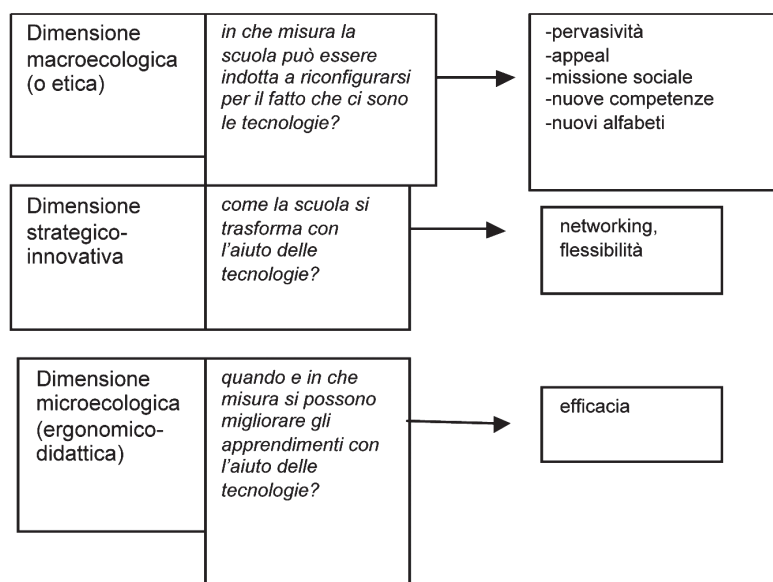 Dimensione
macroecologica
(o etica)
in che misura la
scuola può essere
indotta a riconfigurarsi
per il fatto che ci sono
le tecnologie?
-pervasività
-appeal
-missione sociale
-nuove competenze
-nuovi alfabeti
Dimensione
strategico-
innovativa
come la scuola si
trasforma con
l'aiuto delle
tecnologie?
networking,
flessibilità
Dimensione
microecologica
(ergonomico-
didattica)
quando e in che
misura si possono
migliorare gli
apprendimenti con
l'aiuto delle
tecnologie?
efficacia